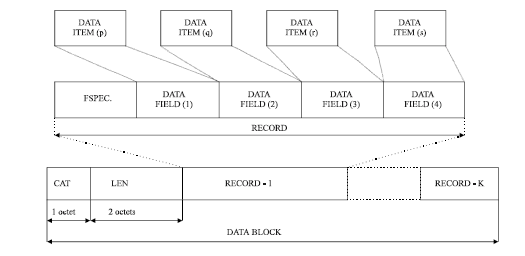 DATA
ITEM (p)
DATA
ITEM (q)
DATA
ITEM (r)
DATA
ITEM (s)
FSPEC.
DATA
FIELD (1)
DATA
FIELD (2)
DATA
FIELD (3)
DATA
FIELD (4)
RECORD
CAT
LEN
RECORD - 1
RECORD - K
1 octet
2 octets
DATA BLOCK